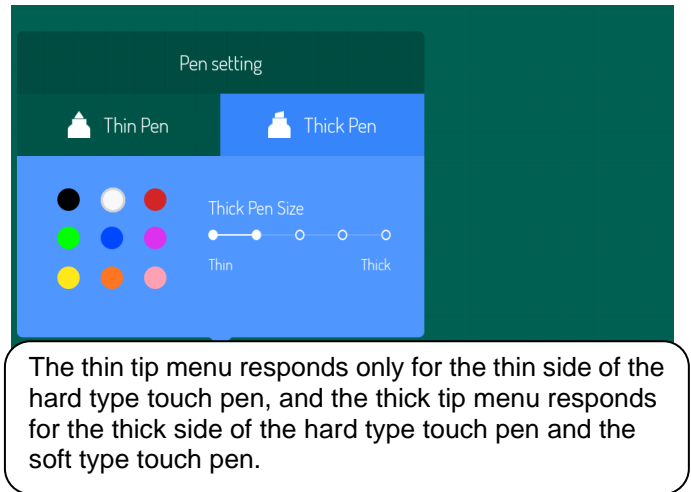 Pen setting
Thin Pen
Thick Pen
Thick Pen Size
Thin
Thick
The thin tip menu responds only for the thin side of the
hard type touch pen, and the thick tip menu responds
for the thick side of the hard type touch pen and the
soft type touch pen.